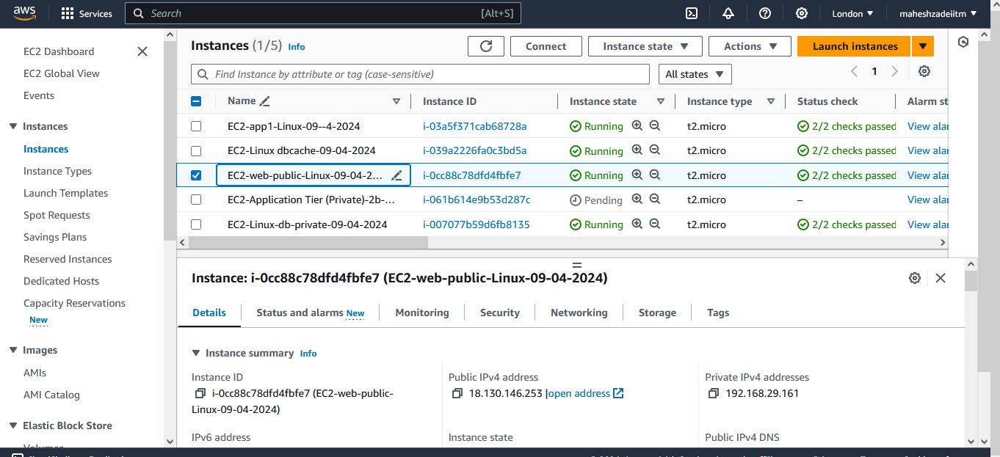 aws
Services
Search
[Alt+S]
London
maheshzadeiitm
EC2 Dashboard
EC2 Global View
Events
Instances
Instances
Instance Types
Launch Templates
Spot Requests
Savings Plans
Reserved Instances
Dedicated Hosts
Capacity Reservations
New
Images
AMIs
AMI Catalog
Elastic Block Store
Volumes
Instances (1/5) Info
Connect
Instance state
Actions
Launch instances
Find Instance by attribute or tag (case-sensitive)
All states
1
Name Instance ID Instance state Instance type Status check Alarm st
EC2-app1-Linux-09--4-2024 i-03a5f371cab68728a Running t2.micro 2/2 checks passed View alar
EC2-Linux dbcache-09-04-2024 i-039a2226fa0c3bd5a Running t2.micro 2/2 checks passed View alar
EC2-web-public-Linux-09-04-2... i-0cc88c78dfd4fbfe7 Running t2.micro 2/2 checks passed View alar
EC2-Application Tier (Private)-2b-... i-061b614e9b53d287c Pending t2.micro – View alar
EC2-Linux-db-private-09-04-2024 i-007077b59d6fb8135 Running t2.micro 2/2 checks passed View alar
Instance: i-0cc88c78dfd4fbfe7 (EC2-web-public-Linux-09-04-2024)
Details Status and alarms New Monitoring Security Networking Storage Tags
Instance summary Info
Instance ID
i-0cc88c78dfd4fbfe7 (EC2-web-public-
Linux-09-04-2024)
Public IPv4 address
18.130.146.253 |open address
Private IPv4 addresses
192.168.29.161
IPv6 address
Instance state
Public IPv4 DNS